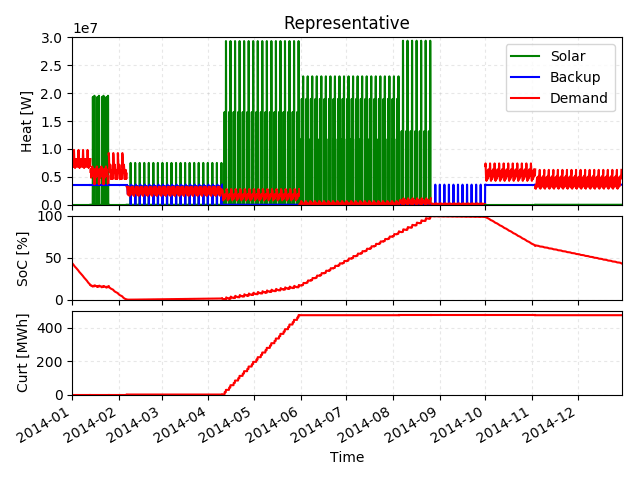 Representative
1e7
3.0
2.5
2.0
1.5
1.0
0.5
0.0
Heat [W]
Solar
Backup
Demand
100
50
0
SoC [%]
400
200
0
Curt [MWh]
2014-01
2014-02
2014-03
2014-04
2014-05
2014-06
2014-07
2014-08
2014-09
2014-10
2014-11
2014-12
Time